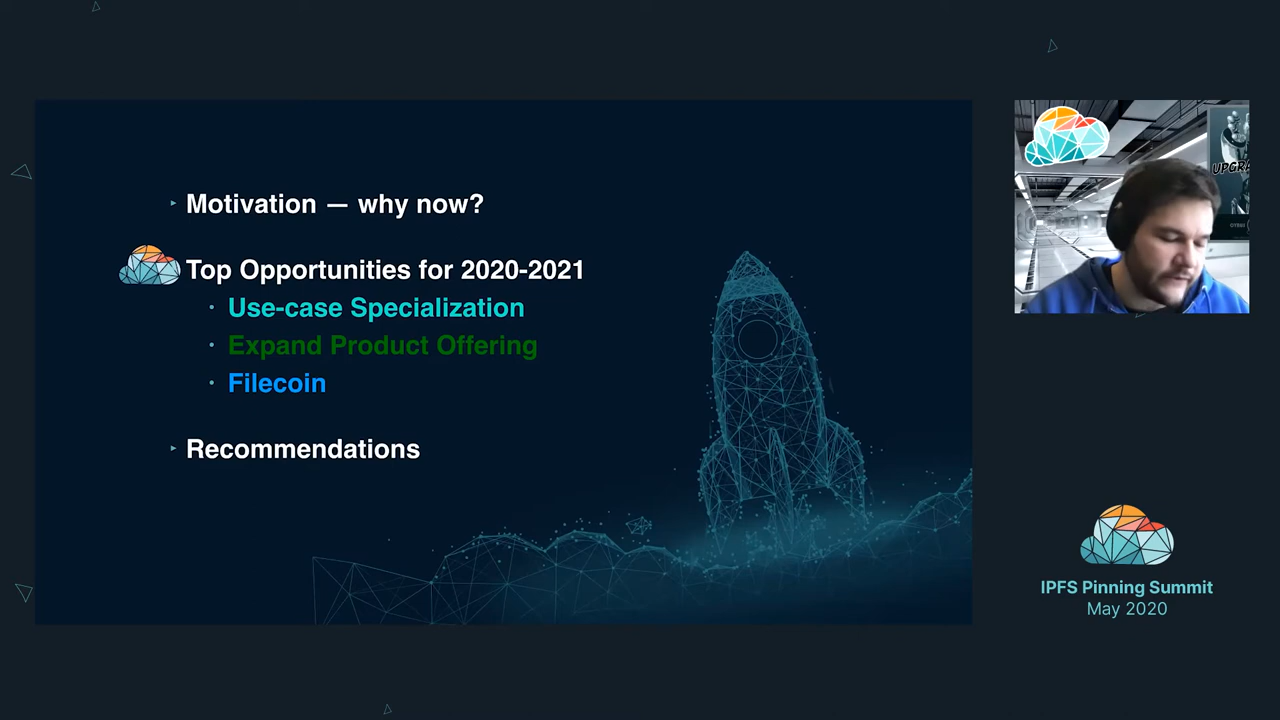 Motivation — why now?
Top Opportunities for 2020-2021
Use-case Specialization
Expand Product Offering
Filecoin
Recommendations
IPFS Pinning Summit
May 2020